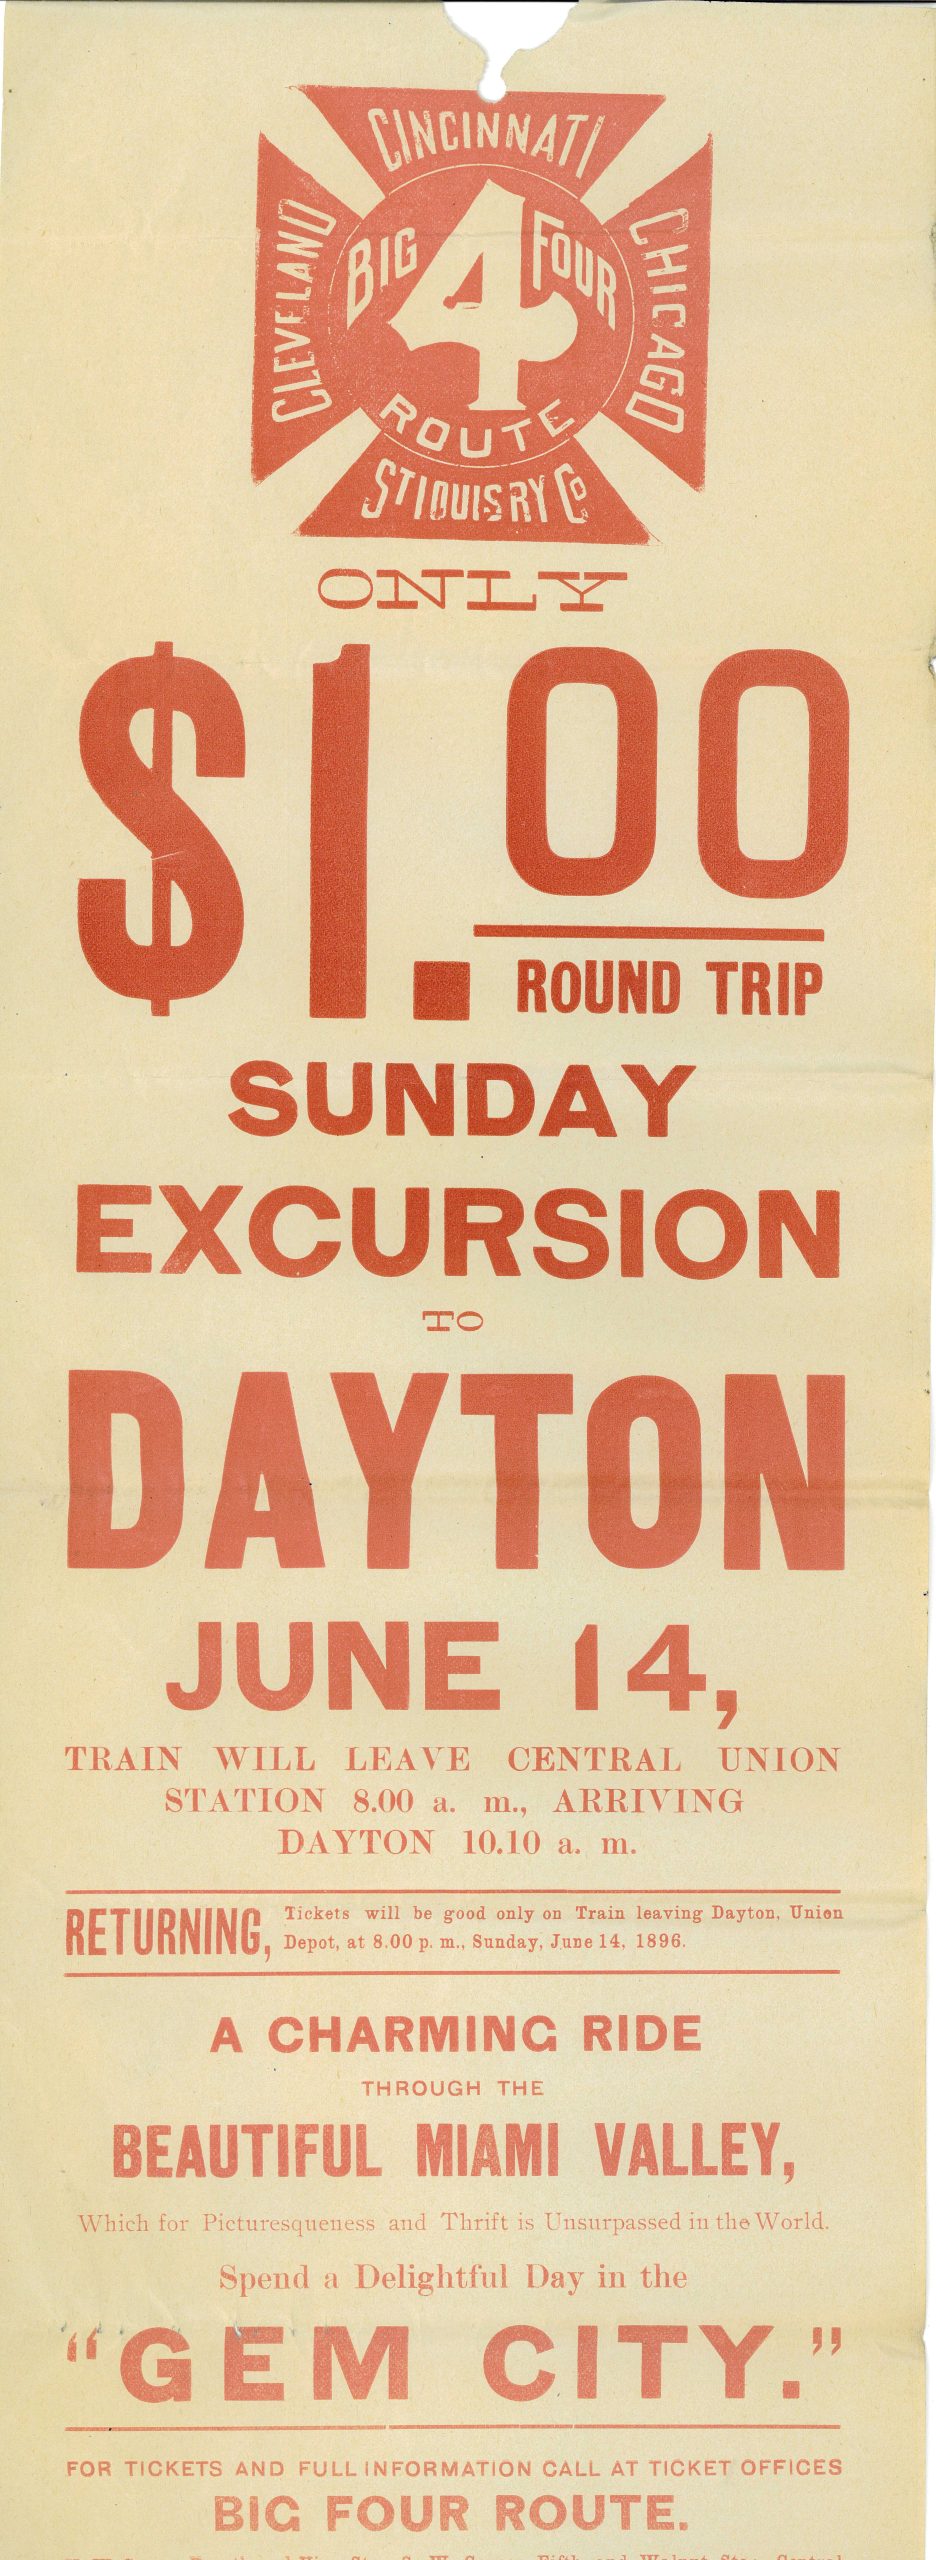 CINCINNATI
CLEVELAND
BIG 4 FOUR
CHICAGO
ROUTE
ST LOUIS RY CO
ONLY
$1.00
ROUND TRIP
SUNDAY
EXCURSION
TO
DAYTON
JUNE 14,
TRAIN WILL LEAVE CENTRAL UNION
STATION 8.00 a. m., ARRIVING
DAYTON 10.10 a. m.
RETURNING, Tickets will be good only on Train leaving Dayton, Union
Depot, at 8.00 p. m., Sunday, June 14, 1896.
A CHARMING RIDE
THROUGH THE
BEAUTIFUL MIAMI VALLEY,
Which for Picturesqueness and Thrift is Unsurpassed in the World.
Spend a Delightful Day in the
"GEM CITY."
FOR TICKETS AND FULL INFORMATION CALL AT TICKET OFFICES
BIG FOUR ROUTE.